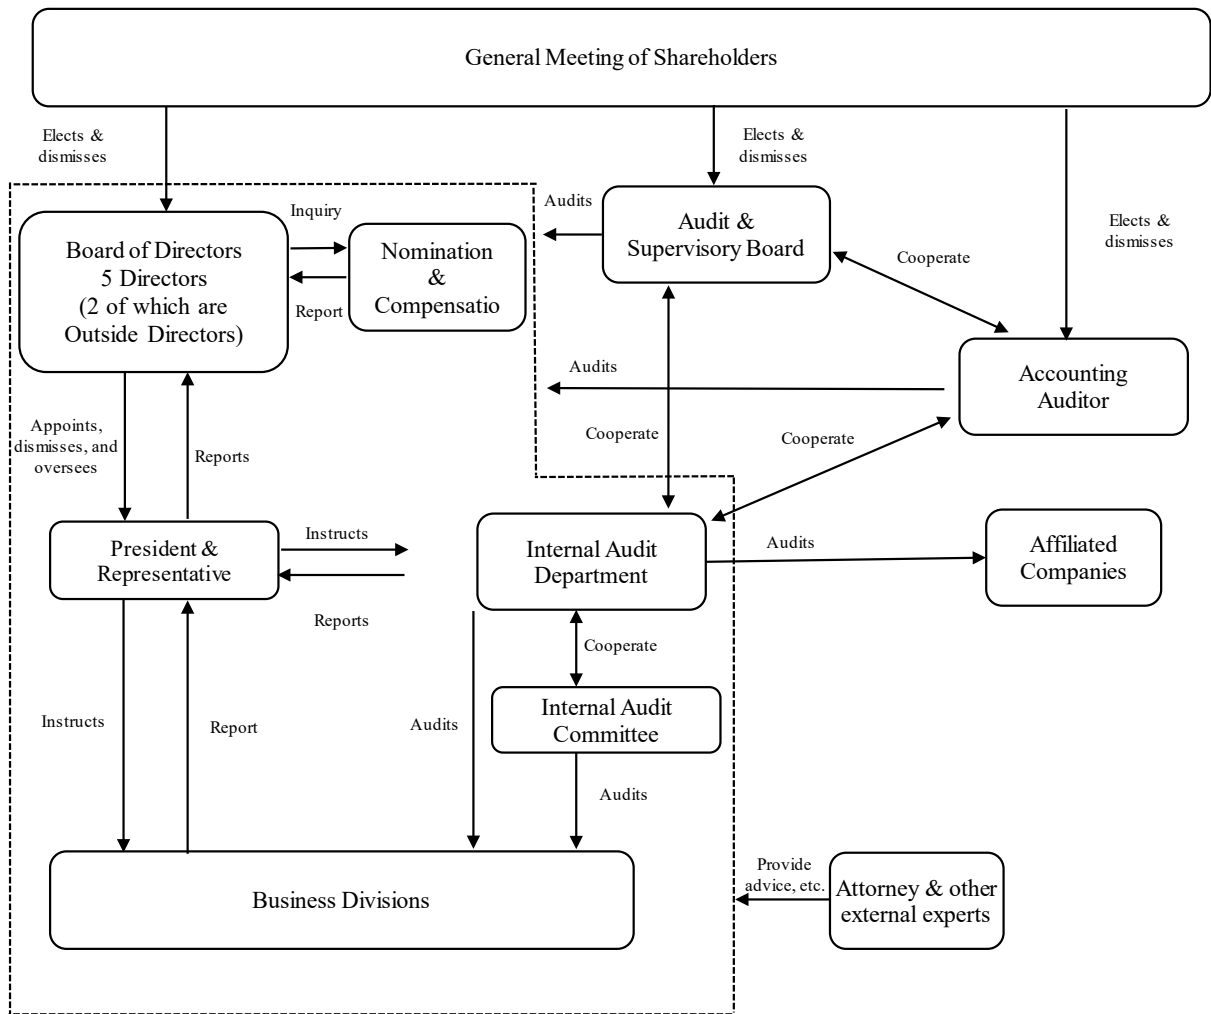 General Meeting of Shareholders
Elects &
dismisses
Elects &
dismisses
Elects &
dismisses
Audits
Audit &
Supervisory Board
Inquiry
Board of Directors
5 Directors
(2 of which are
Outside Directors)
Nomination
&
Compensatio
Report
Cooperate
Audits
Accounting
Auditor
Appoints,
dismisses, and
oversees
Reports
Cooperate
Cooperate
President &
Representative
Instructs
Reports
Internal Audit
Department
Audits
Affiliated
Companies
Cooperate
Instructs
Report
Audits
Internal Audit
Committee
Audits
Business Divisions
Provide
advice, etc.
Attorney & other
external experts